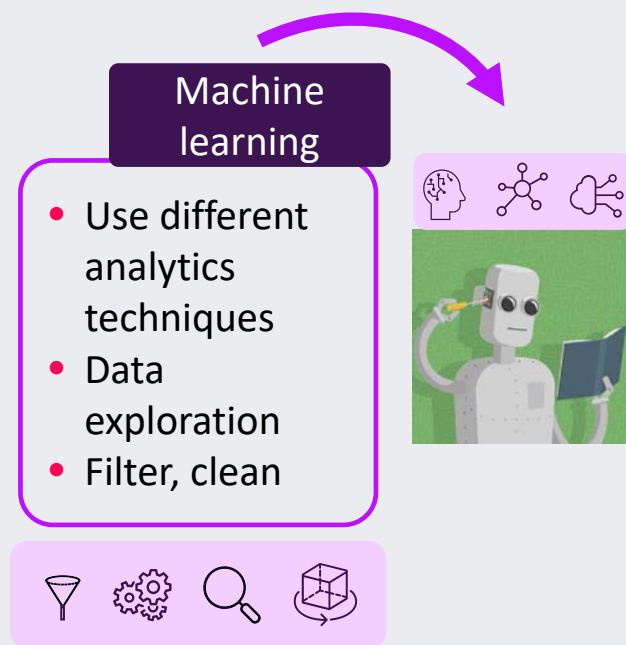 Machine
learning
• Use different
analytics
techniques
• Data
exploration
• Filter, clean